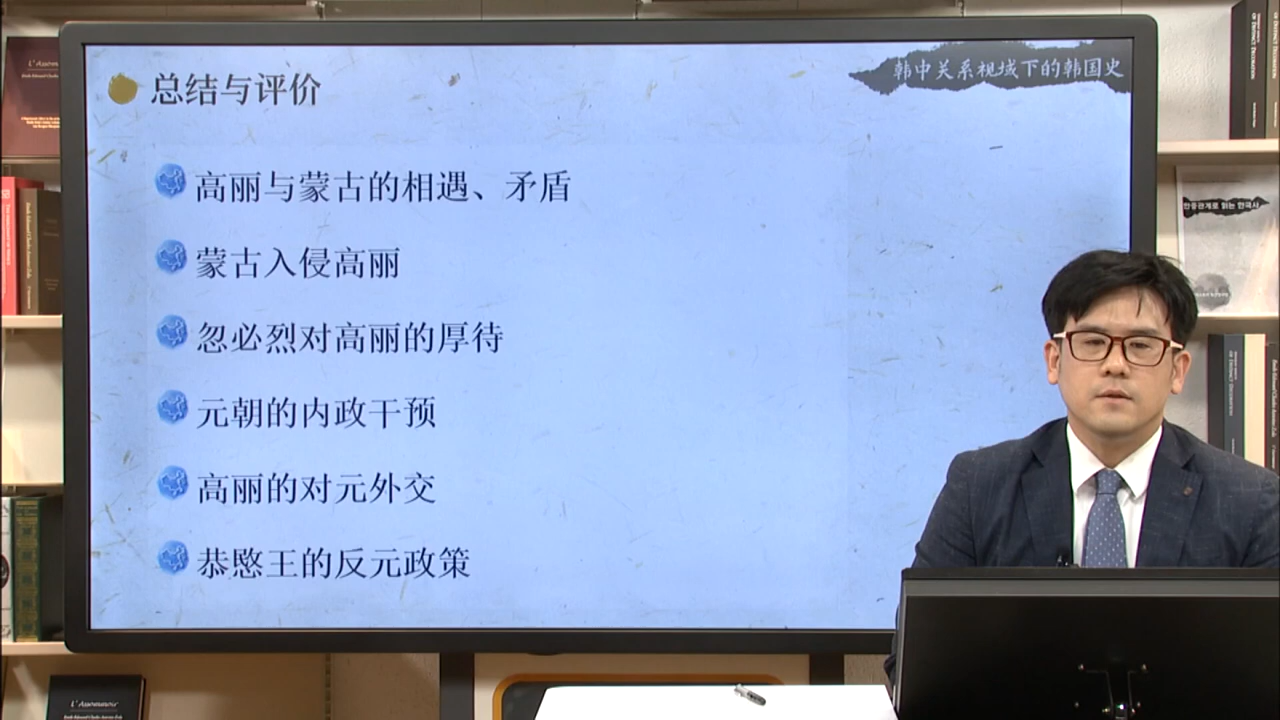 总结与评价
韩中关系视域下的韩国史
高丽与蒙古的相遇、矛盾
蒙古入侵高丽
忽必烈对高丽的厚待
元朝的内政干预
高丽的对元外交
恭愍王的反元政策
한중관계로 읽는 한국사